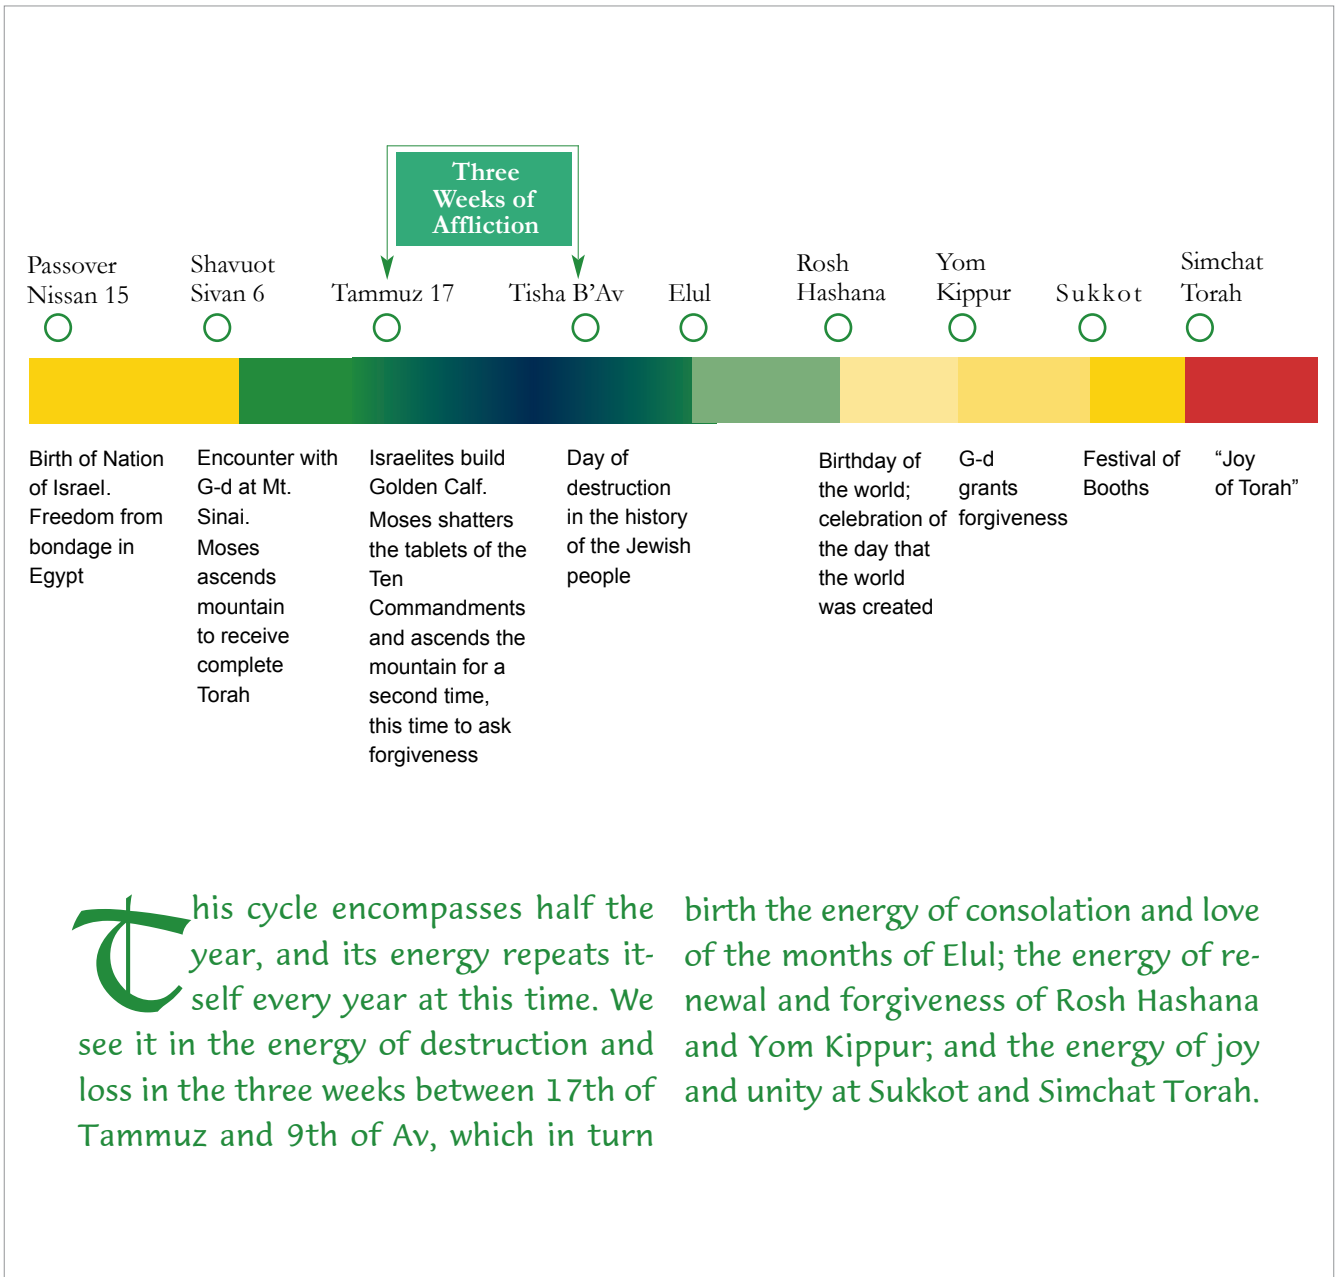 Three
Weeks of
Affliction
Passover
Nissan 15
Shavuot
Sivan 6
Tammuz 17
Tisha B’Av
Elul
Rosh
Hashana
Yom
Kippur
Sukkot
Simchat
Torah
Birth of Nation
of Israel.
Freedom from
bondage in
Egypt
Encounter with
G-d at Mt.
Sinai.
Moses
ascends
mountain
to receive
complete
Torah
Israelites build
Golden Calf.
Moses shatters
the tablets of the
Ten
Commandments
and ascends the
mountain for a
second time,
this time to ask
forgiveness
Day of
destruction
in the history
of the Jewish
people
Birthday of
the world;
celebration of
the day that
the world
was created
G-d
grants
forgiveness
Festival of
Booths
“Joy
of Torah”
This cycle encompasses half the
year, and its energy repeats it-
self every year at this time. We
see it in the energy of destruction and
loss in the three weeks between 17th of
Tammuz and 9th of Av, which in turn
birth the energy of consolation and love
of the months of Elul; the energy of re-
newal and forgiveness of Rosh Hashana
and Yom Kippur; and the energy of joy
and unity at Sukkot and Simchat Torah.